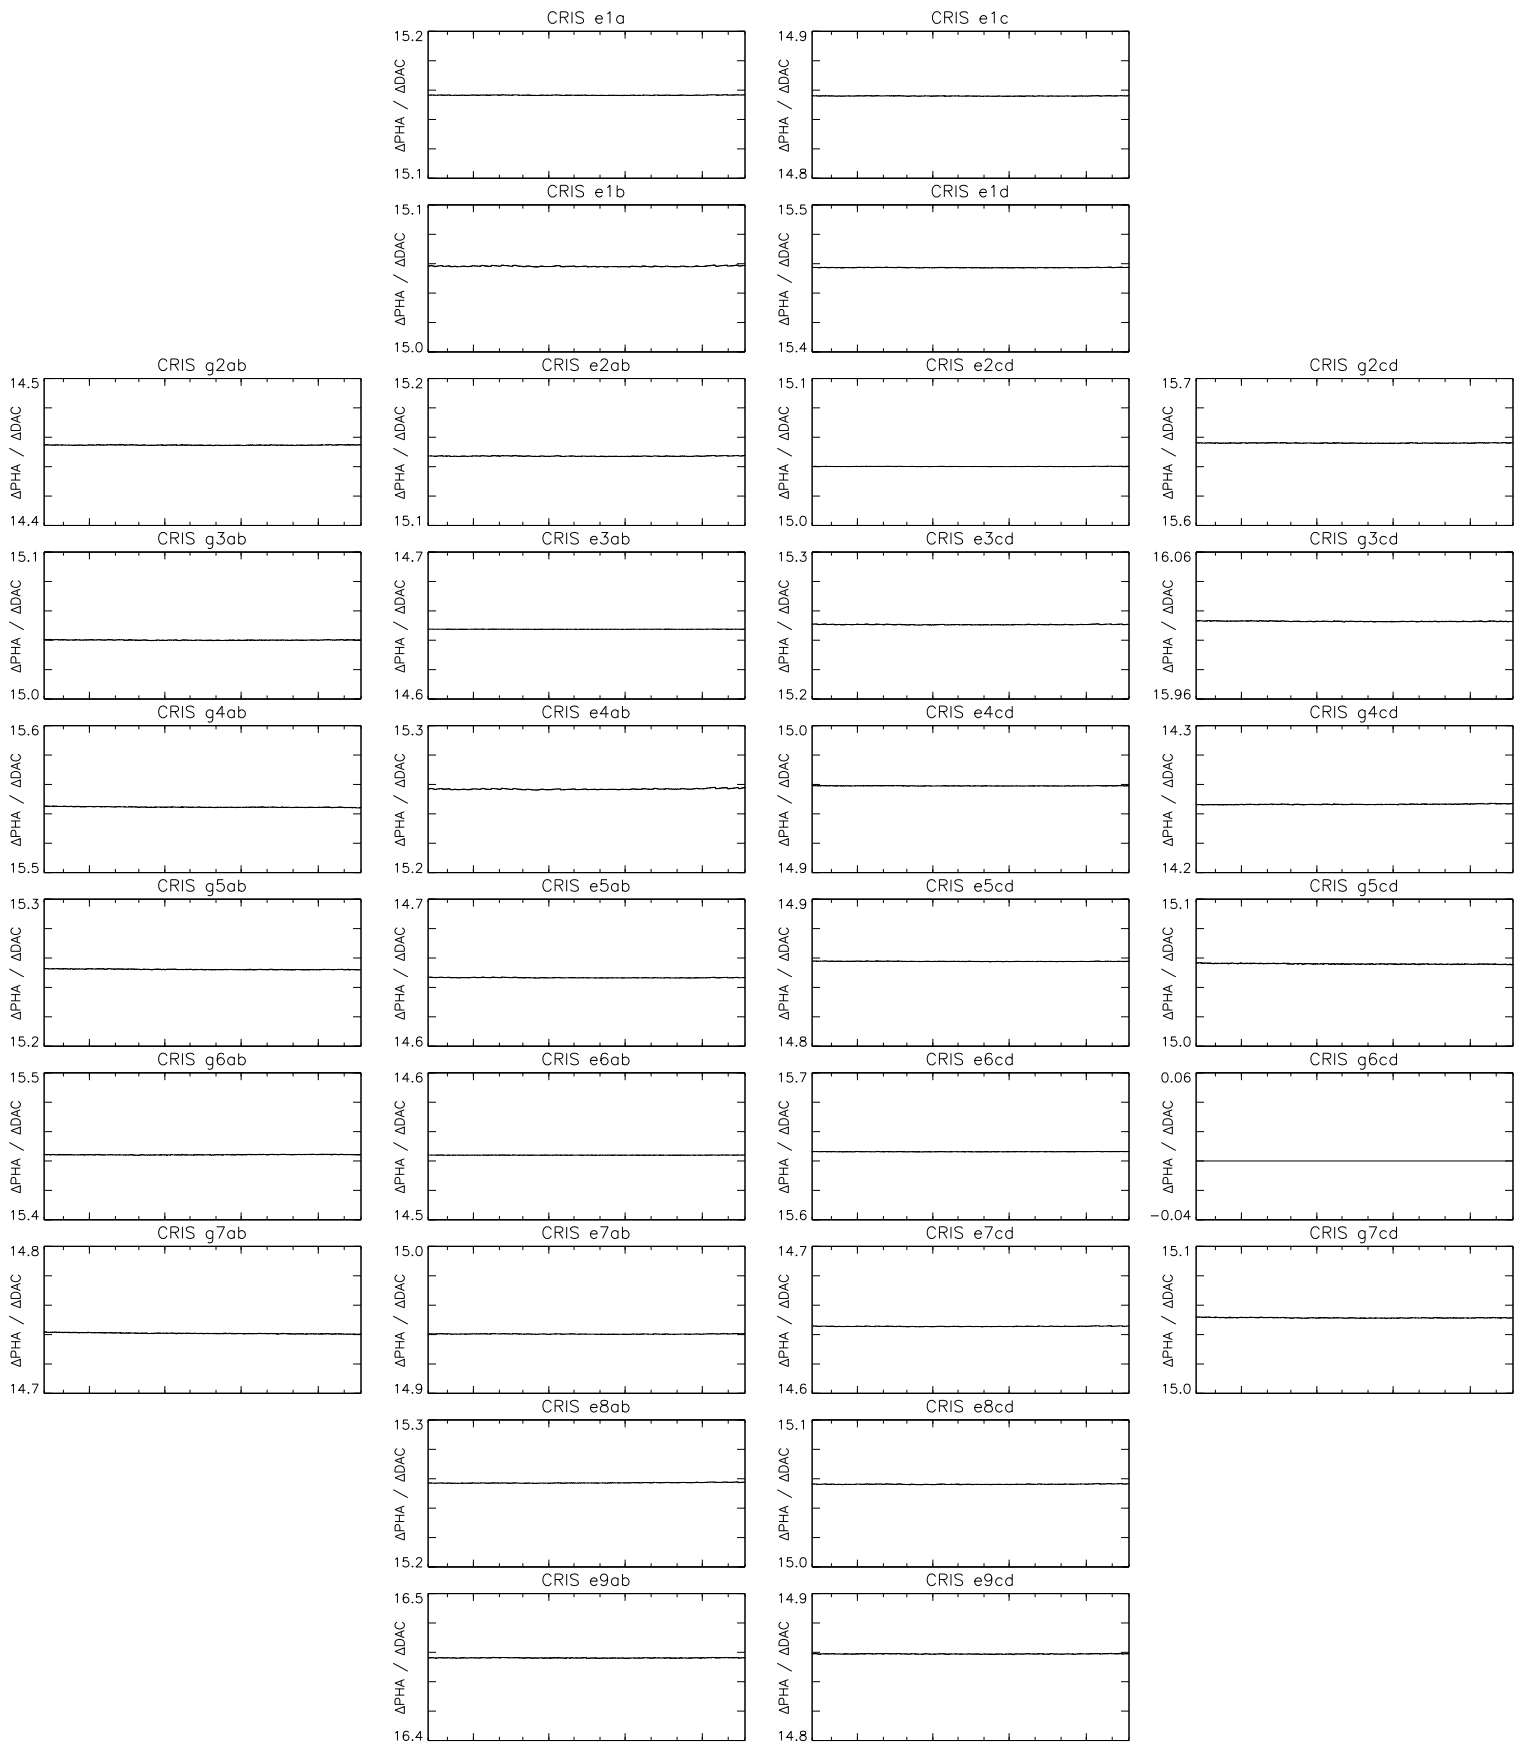 CRIS e1a
15.2
ΔPHA / ΔDAC
15.1
CRIS e1c
14.9
ΔPHA / ΔDAC
14.8
CRIS e1b
15.1
ΔPHA / ΔDAC
15.0
CRIS e1d
15.5
ΔPHA / ΔDAC
15.4
CRIS g2ab
14.5
ΔPHA / ΔDAC
14.4
CRIS e2ab
15.2
ΔPHA / ΔDAC
15.1
CRIS e2cd
15.1
ΔPHA / ΔDAC
15.0
CRIS g2cd
15.7
ΔPHA / ΔDAC
15.6
CRIS g3ab
15.1
ΔPHA / ΔDAC
15.0
CRIS e3ab
14.7
ΔPHA / ΔDAC
14.6
CRIS e3cd
15.3
ΔPHA / ΔDAC
15.2
CRIS g3cd
16.06
ΔPHA / ΔDAC
15.96
CRIS g4ab
15.6
ΔPHA / ΔDAC
15.5
CRIS e4ab
15.3
ΔPHA / ΔDAC
15.2
CRIS e4cd
15.0
ΔPHA / ΔDAC
14.9
CRIS g4cd
14.3
ΔPHA / ΔDAC
14.2
CRIS g5ab
15.3
ΔPHA / ΔDAC
15.2
CRIS e5ab
14.7
ΔPHA / ΔDAC
14.6
CRIS e5cd
14.9
ΔPHA / ΔDAC
14.8
CRIS g5cd
15.1
ΔPHA / ΔDAC
15.0
CRIS g6ab
15.5
ΔPHA / ΔDAC
15.4
CRIS e6ab
14.6
ΔPHA / ΔDAC
14.5
CRIS e6cd
15.7
ΔPHA / ΔDAC
15.6
CRIS g6cd
0.06
ΔPHA / ΔDAC
−0.04
CRIS g7ab
14.8
ΔPHA / ΔDAC
14.7
CRIS e7ab
15.0
ΔPHA / ΔDAC
14.9
CRIS e7cd
14.7
ΔPHA / ΔDAC
14.6
CRIS g7cd
15.1
ΔPHA / ΔDAC
15.0
CRIS e8ab
15.3
ΔPHA / ΔDAC
15.2
CRIS e8cd
15.1
ΔPHA / ΔDAC
15.0
CRIS e9ab
16.5
ΔPHA / ΔDAC
16.4
CRIS e9cd
14.9
ΔPHA / ΔDAC
14.8